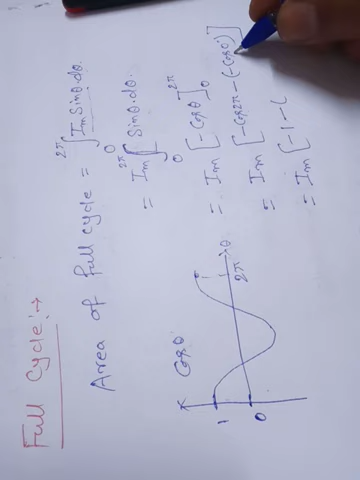 Full Cycle:→
Area of full cycle = ∫₀^2π Im Sinθ.dθ.
= Im ∫₀^2π Sinθ.dθ.
= Im [-Cosθ]₀^2π
= Im [-Cos2π-(-Cos0)]
= Im [-1-(
Cosθ
1
0
2π
θ